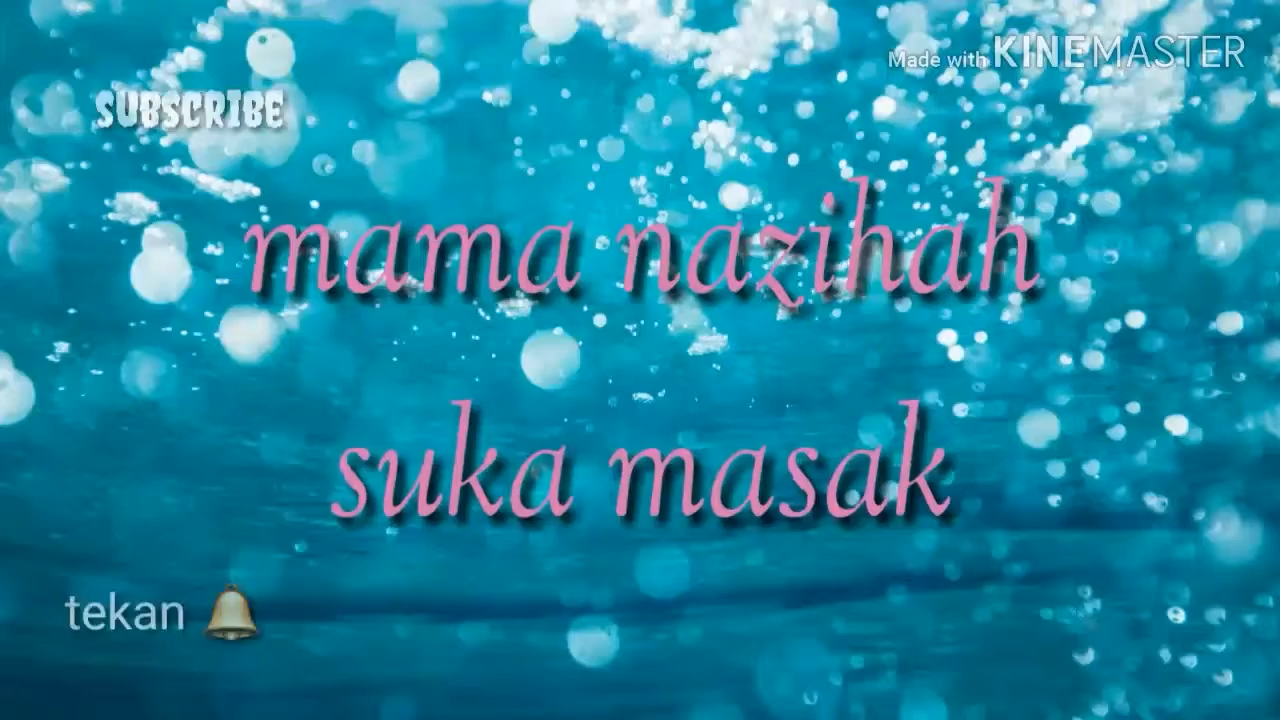 Made with KINEMASTER
SUBSCRIBE
mama nazihah
suka masak
tekan 🔔